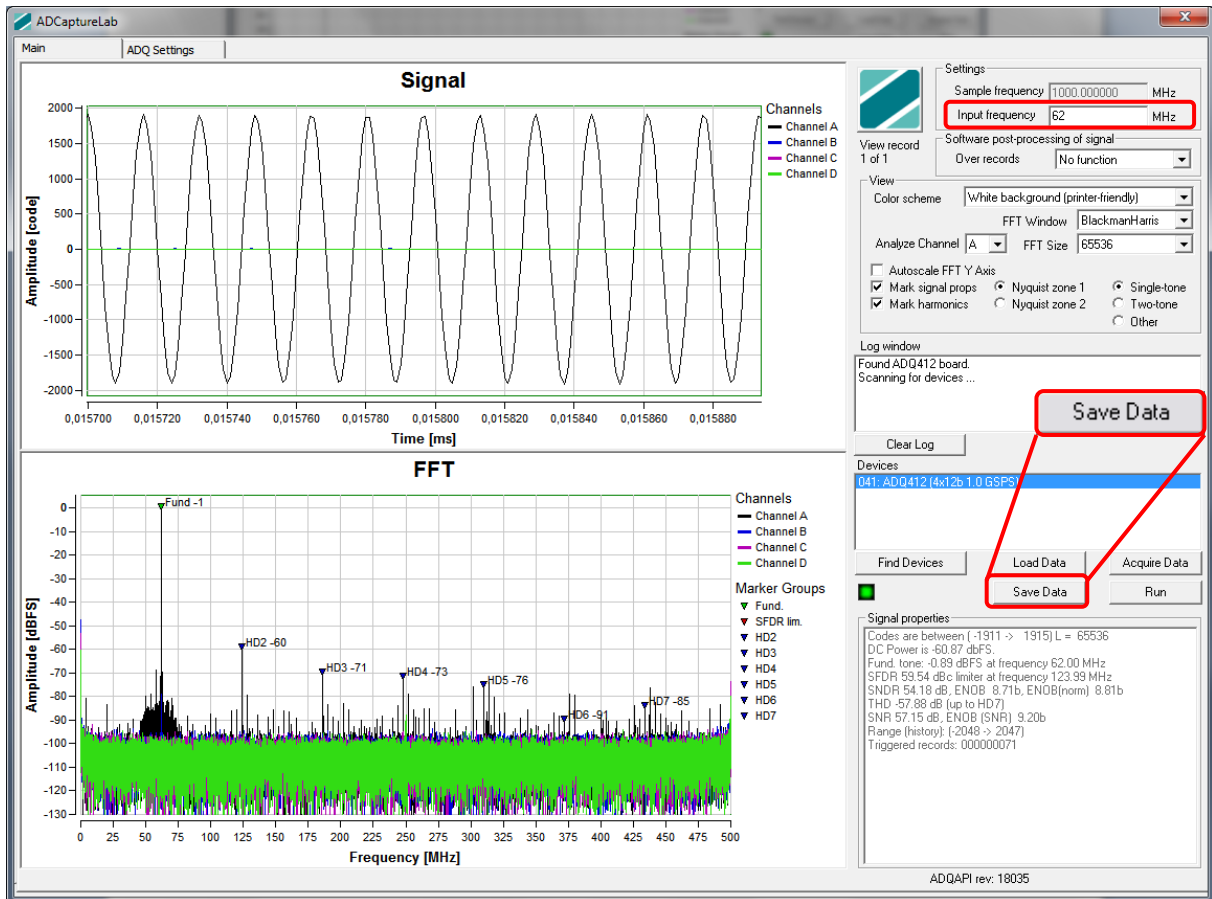 ADCaptureLab
Main
ADQ Settings
Signal
2000
1500
1000
500
0
-500
-1000
-1500
-2000
Amplitude [code]
0,015700 0,015720 0,015740 0,015760 0,015780 0,015800 0,015820 0,015840 0,015860 0,015880
Time [ms]
Channels
Channel A
Channel B
Channel C
Channel D
FFT
0
-10
-20
-30
-40
-50
-60
-70
-80
-90
-100
-110
-120
-130
Amplitude [dBFS]
Fund -1
HD2 -60
HD3 -71
HD4 -73
HD5 -76
HD6 -91
HD7 -85
0 25 50 75 100 125 150 175 200 225 250 275 300 325 350 375 400 425 450 475 500
Frequency [MHz]
Channels
Channel A
Channel B
Channel C
Channel D
Marker Groups
Fund.
SFDR lim.
HD2
HD3
HD4
HD5
HD6
HD7
View record
1 of 1
Settings
Sample frequency 1000.000000 MHz
Input frequency 62 MHz
Software post-processing of signal
Over records No function
View
Color scheme White background (printer-friendly)
FFT Window BlackmanHarris
Analyze Channel A FFT Size 65536
Autoscale FFT Y Axis
Mark signal props Nyquist zone 1 Single-tone
Mark harmonics Nyquist zone 2 Two-tone
Other
Log window
Found ADQ412 board.
Scanning for devices ...
Save Data
Clear Log
Devices
041: ADQ412 (4x12b 1.0 GSPS)
Find Devices Load Data Acquire Data
Save Data Run
Signal properties
Codes are between ( -1911 -> 1915) L = 65536
DC Power is -60.87 dbFS.
Fund. tone: -0.89 dBFS at frequency 62.00 MHz
SFDR 59.54 dBc limiter at frequency 123.99 MHz
SNDR 54.18 dB, ENOB 8.71b, ENOB(norm) 8.81b
THD -57.88 dB (up to HD7)
SNR 57.15 dB, ENOB (SNR) 9.20b
Range (history): (-2048 -> 2047)
Triggered records: 000000071
ADQAPI rev: 18035